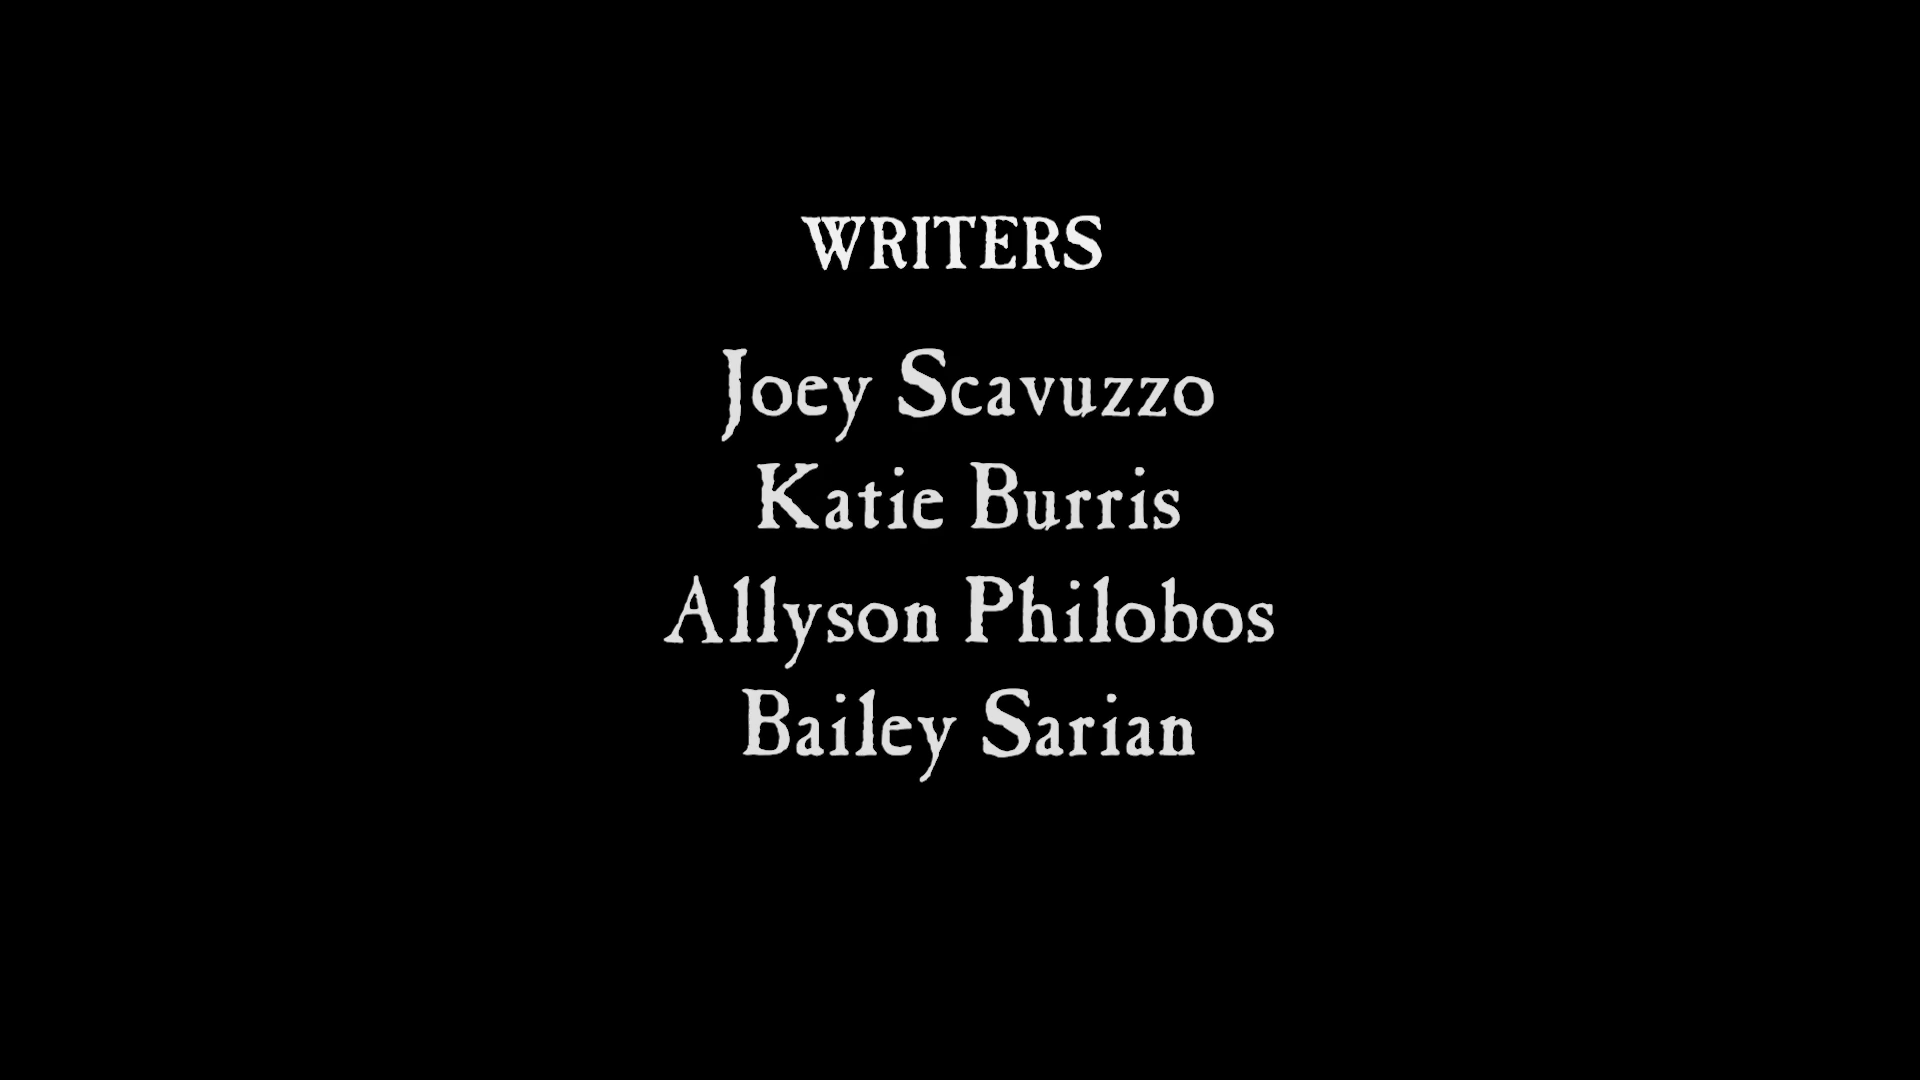 WRITERS
Joey Scavuzzo
Katie Burris
Allyson Philobos
Bailey Sarian